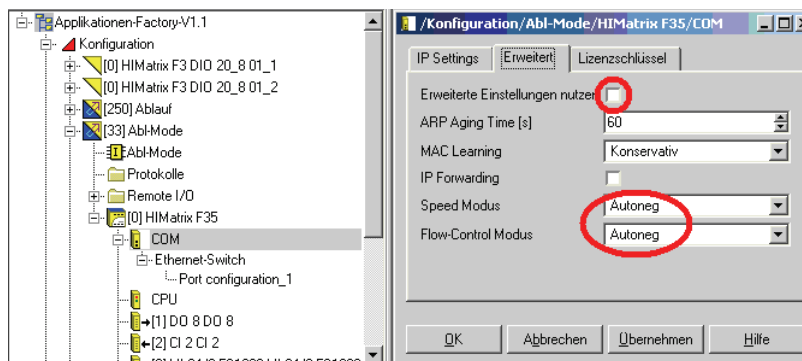 Applikationen-Factory-V1.1
Konfiguration
[0] HIMatrix F3 DIO 20_8 01_1
[0] HIMatrix F3 DIO 20_8 01_2
[250] Ablauf
[33] Abl-Mode
Abl-Mode
Protokolle
Remote I/O
[0] HIMatrix F35
COM
Ethernet-Switch
Port configuration_1
CPU
[1] DO 8 DO 8
[2] CI 2 CI 2
/Konfiguration/Abl-Mode/HIMatrix F35/COM
IP Settings Erweitert Lizenzschlüssel
Erweiterte Einstellungen nutzen
ARP Aging Time [s] 60
MAC Learning Konservativ
IP Forwarding
Speed Modus Autoneg
Flow-Control Modus Autoneg
OK Abbrechen Übernehmen Hilfe